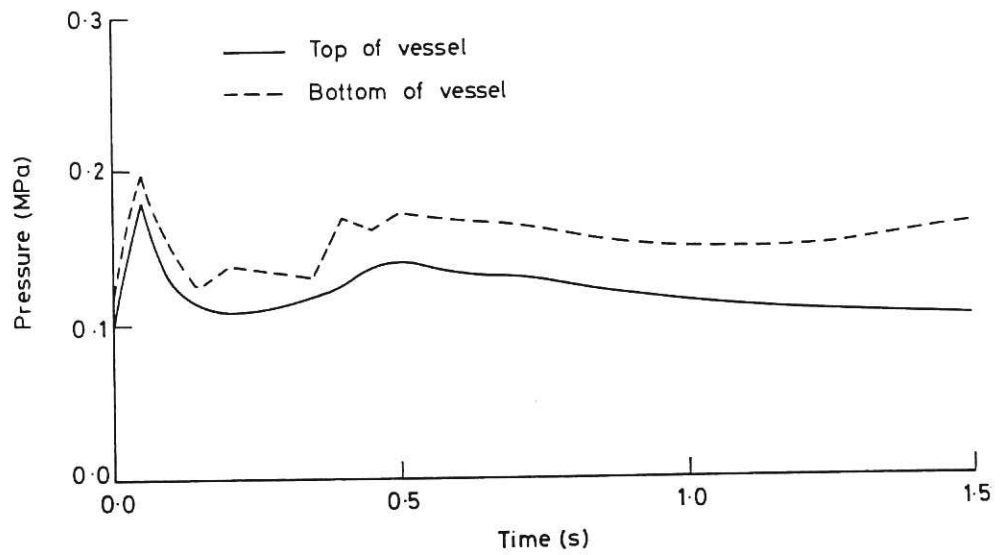 0·3
Top of vessel
Bottom of vessel
0·2
Pressure (MPa)
0·1
0·0
0·0
0·5
1·0
1·5
Time (s)